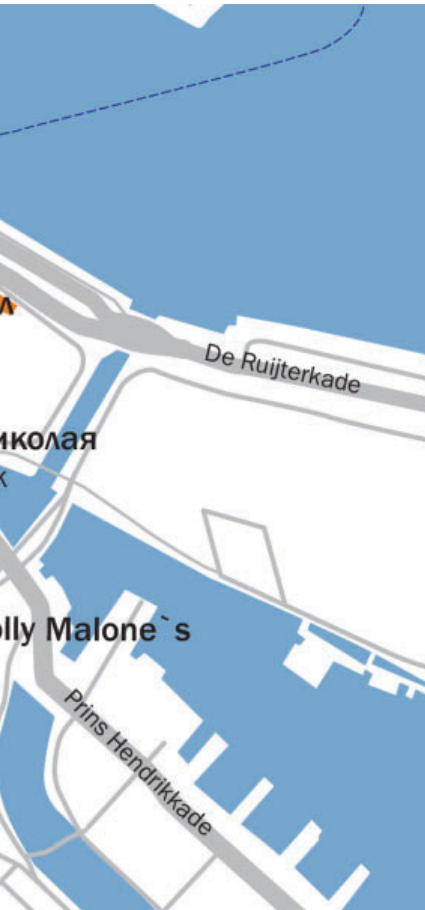 л
De Ruijterkade
иколая
k
lly Malone`s
Prins Hendrikkade